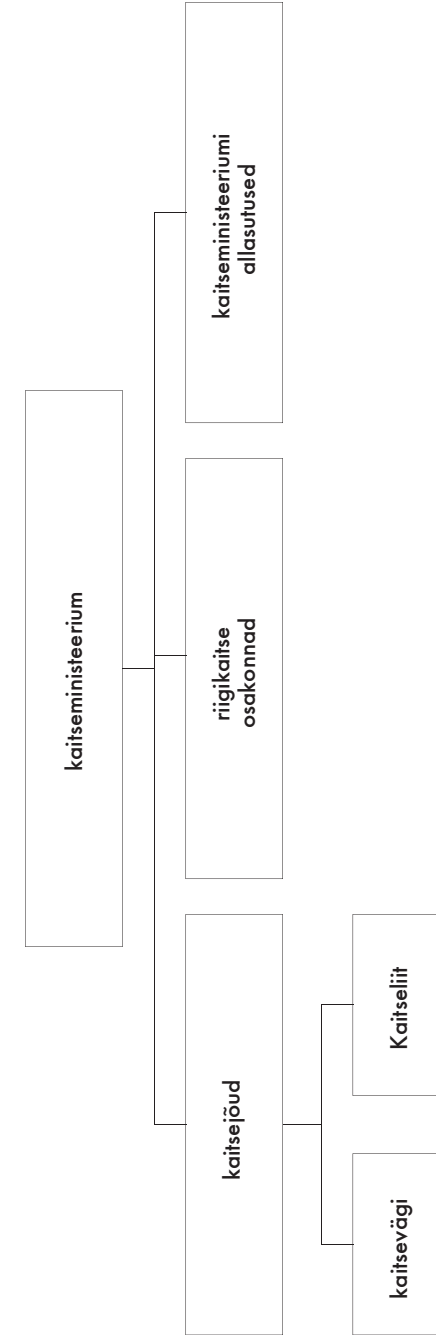 kaitseministeerium
kaitsejõud
riigikaitse
osakonnad
kaitseministeeriumi
allasutused
kaitsevägi
Kaitseliit